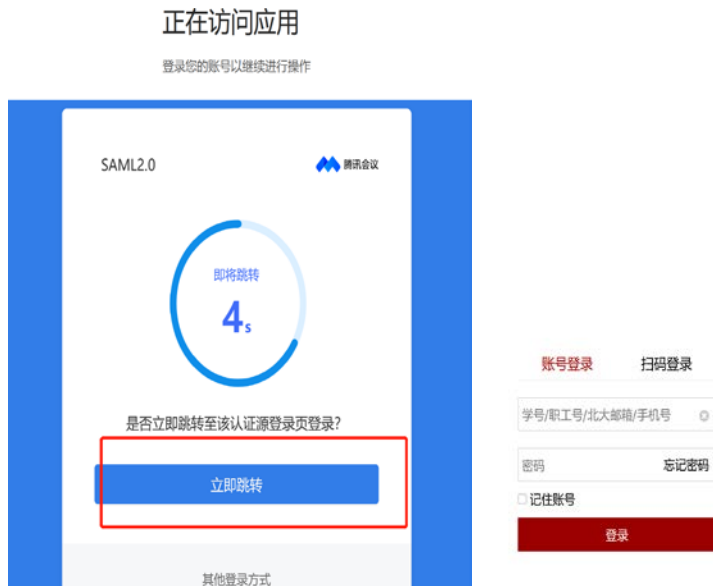 正在访问应用
登录您的账号以继续进行操作
SAML2.0
腾讯会议
即将跳转
4s
是否立即跳转至该认证源登录页登录?
立即跳转
其他登录方式
账号登录 扫码登录
学号/职工号/北大邮箱/手机号
密码 忘记密码
记住账号
登录